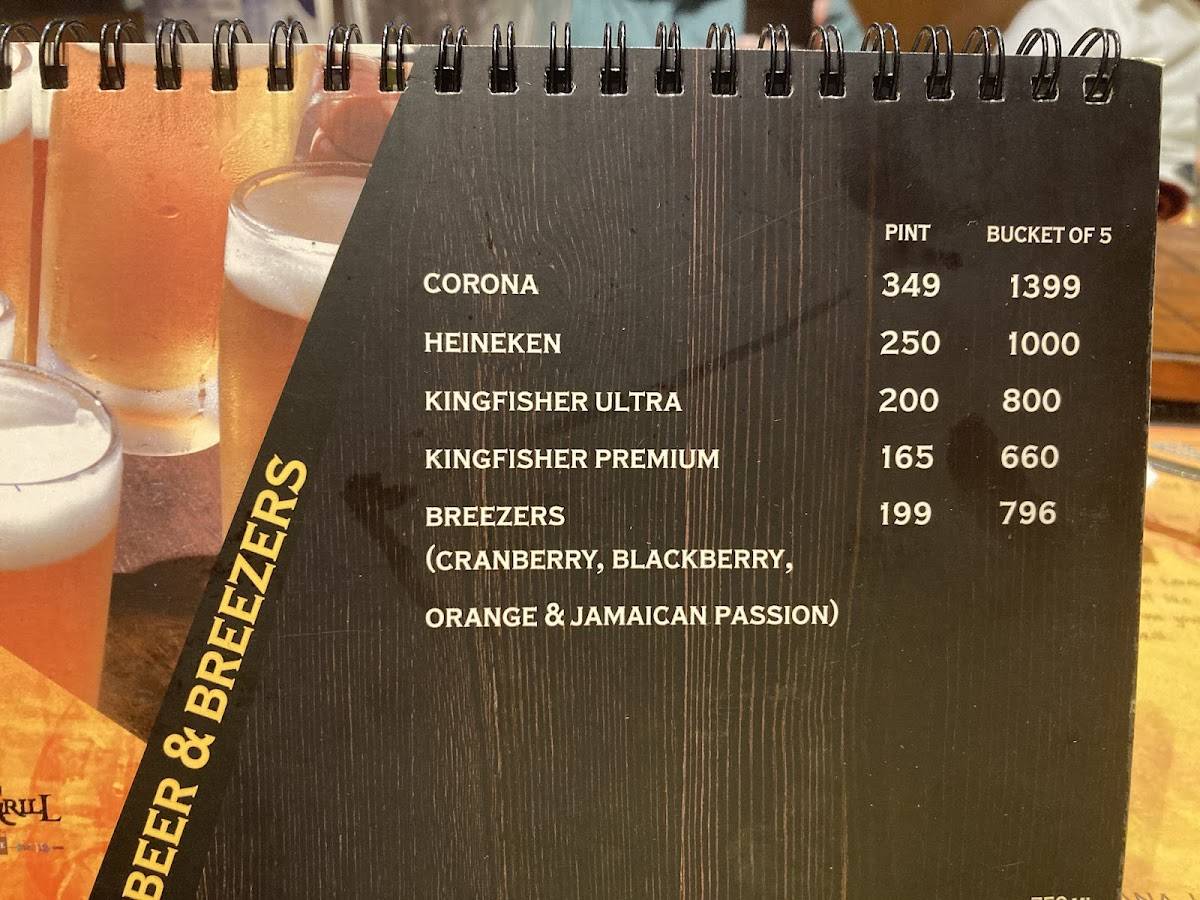 PINT BUCKET OF 5
CORONA 349 1399
HEINEKEN 250 1000
KINGFISHER ULTRA 200 800
KINGFISHER PREMIUM 165 660
BREEZERS 199 796
(CRANBERRY, BLACKBERRY,
ORANGE & JAMAICAN PASSION)
BEER & BREEZERS
GRILL